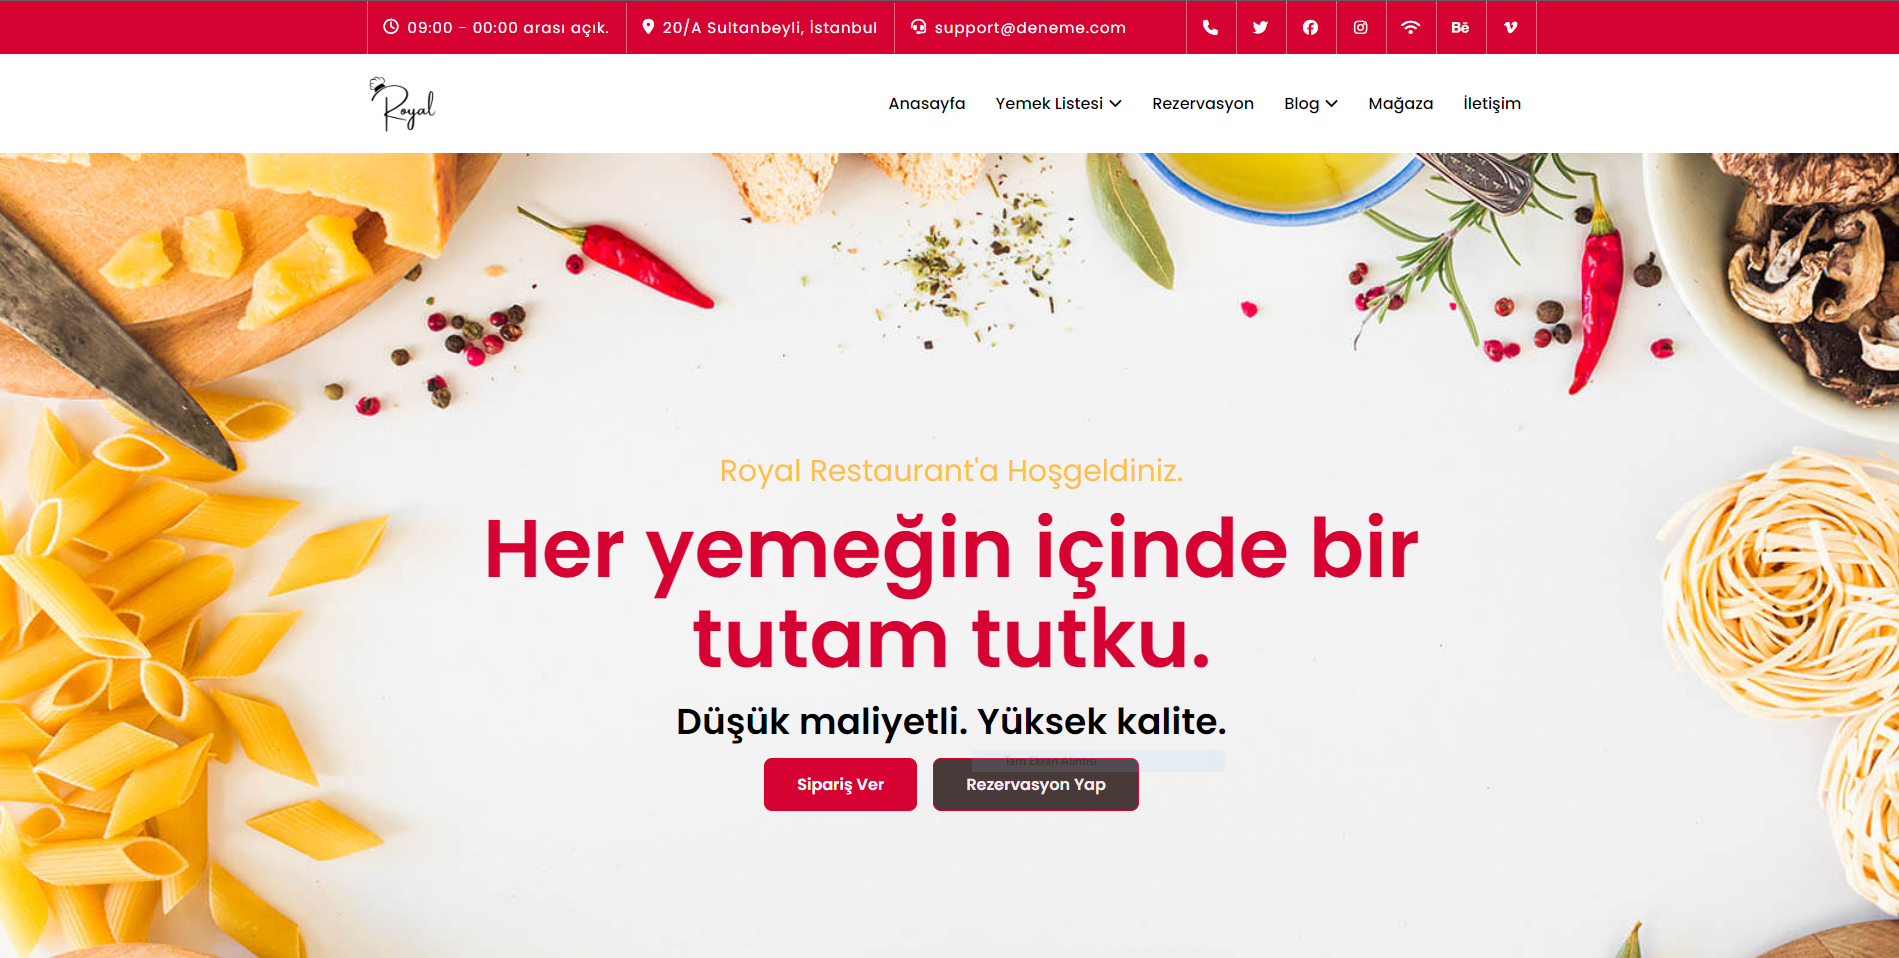 09:00 - 00:00 arası açık. 20/A Sultanbeyli, İstanbul support@deneme.com Bē
Royal
Anasayfa Yemek Listesi Rezervasyon Blog Mağaza İletişim
Royal Restaurant'a Hoşgeldiniz.
Her yemeğin içinde bir
tutam tutku.
Düşük maliyetli. Yüksek kalite.
Tam Ekran Alıntısı
Sipariş Ver Rezervasyon Yap